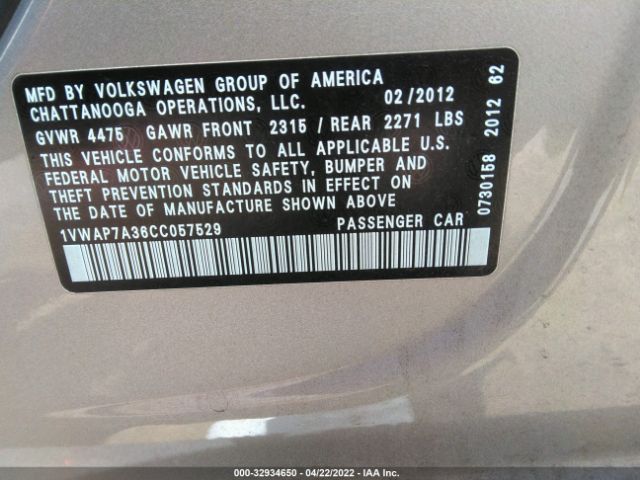 MFD BY VOLKSWAGEN GROUP OF AMERICA
CHATTANOOGA OPERATIONS, LLC. 02/2012
GVWR 4475 GAWR FRONT 2315 / REAR 2271 LBS
THIS VEHICLE CONFORMS TO ALL APPLICABLE U.S.
FEDERAL MOTOR VEHICLE SAFETY, BUMPER AND
THEFT PREVENTION STANDARDS IN EFFECT ON
THE DATE OF MANUFACTURE SHOWN ABOVE
1VWAP7A36CC057529 PASSENGER CAR
0730158 2012 62
000-32934650 - 04/22/2022 - IAA Inc.